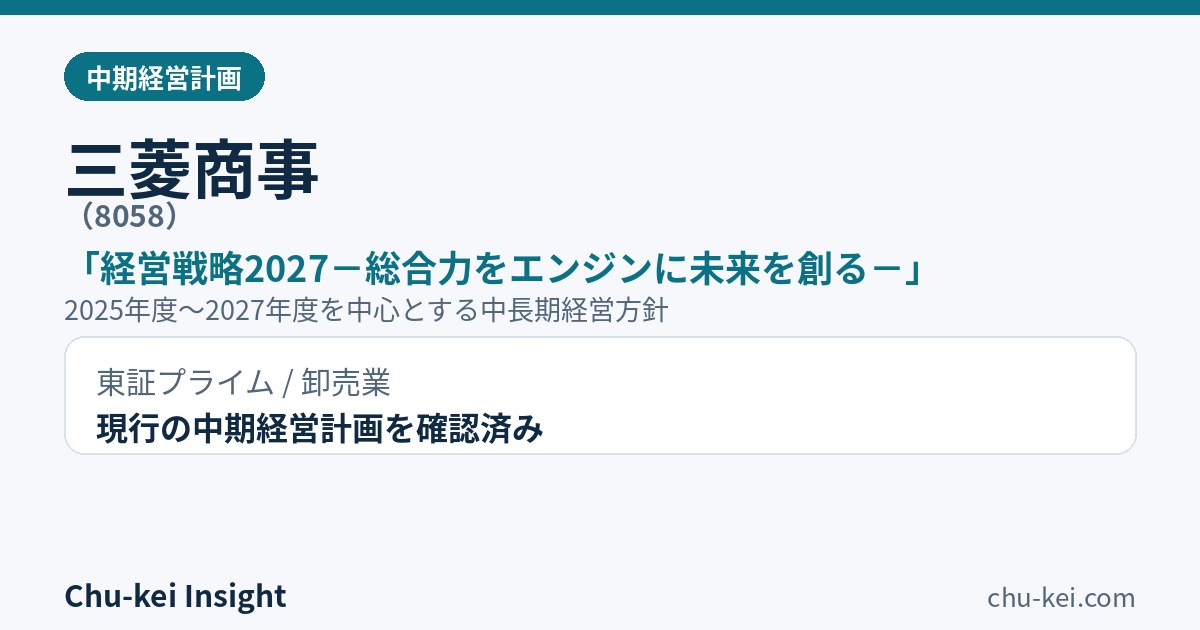 中期経営計画
三菱商事
（8058）
「経営戦略2027－総合力をエンジンに未来を創る－」
2025年度～2027年度を中心とする中長期経営方針
東証プライム / 卸売業
現行の中期経営計画を確認済み
Chu-kei Insight
chu-kei.com